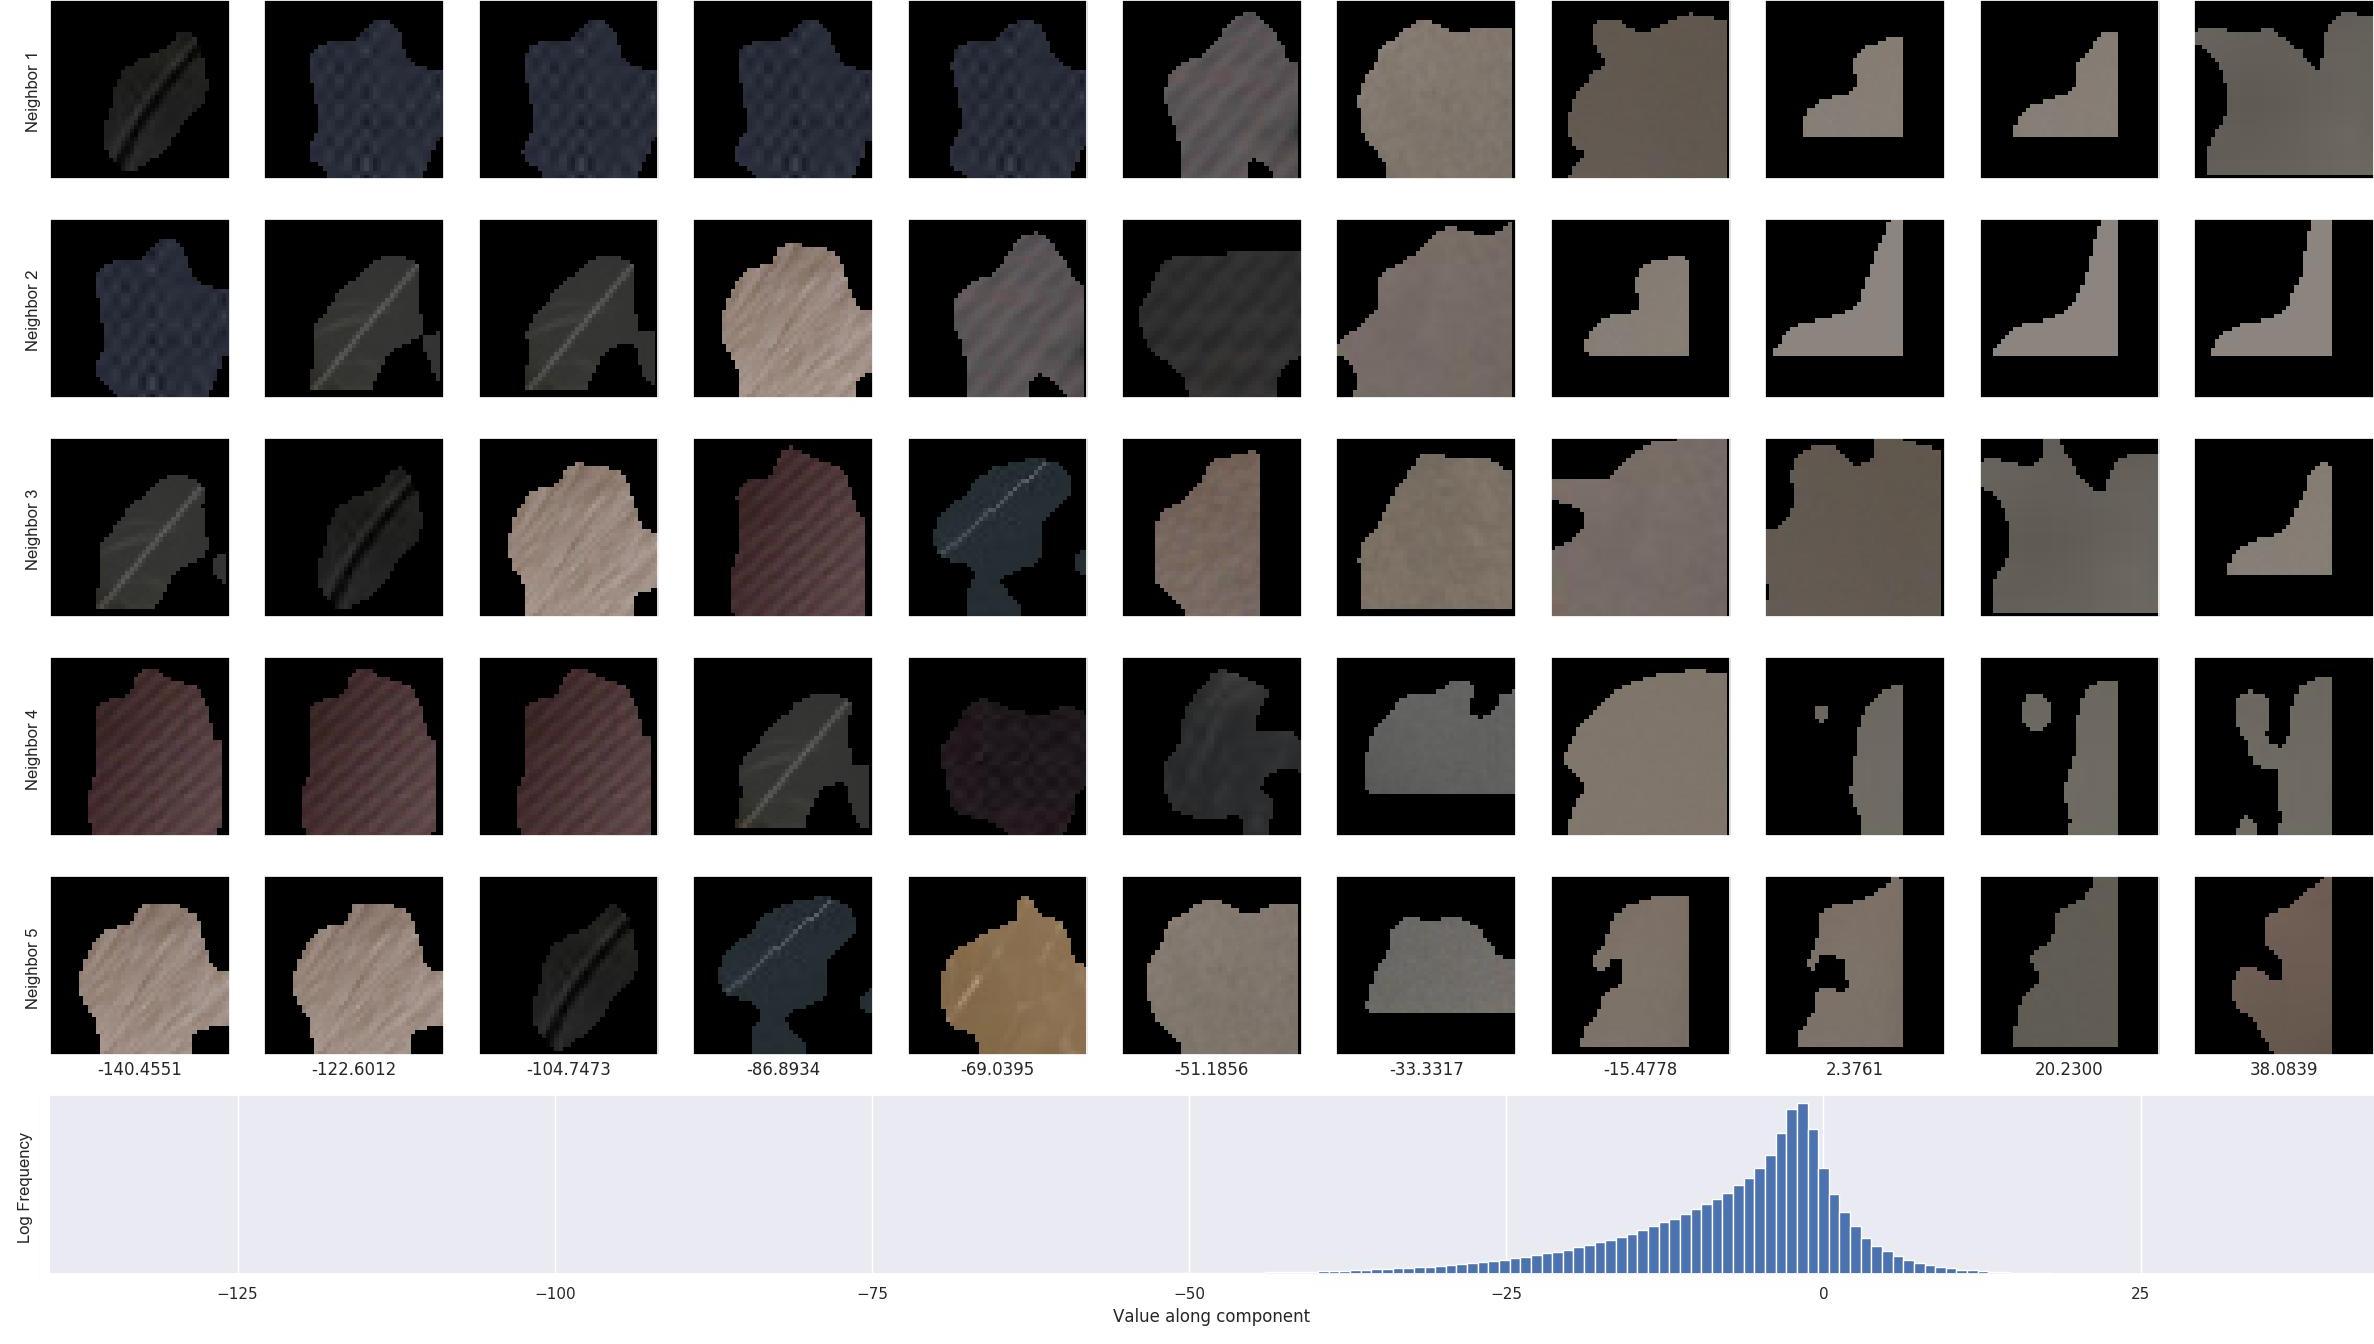 Neighbor 1
Neighbor 2
Neighbor 3
Neighbor 4
Neighbor 5
-140.4551 -122.6012 -104.7473 -86.8934 -69.0395 -51.1856 -33.3317 -15.4778 2.3761 20.2300 38.0839
Log Frequency
−125 −100 −75 −50 −25 0 25
Value along component